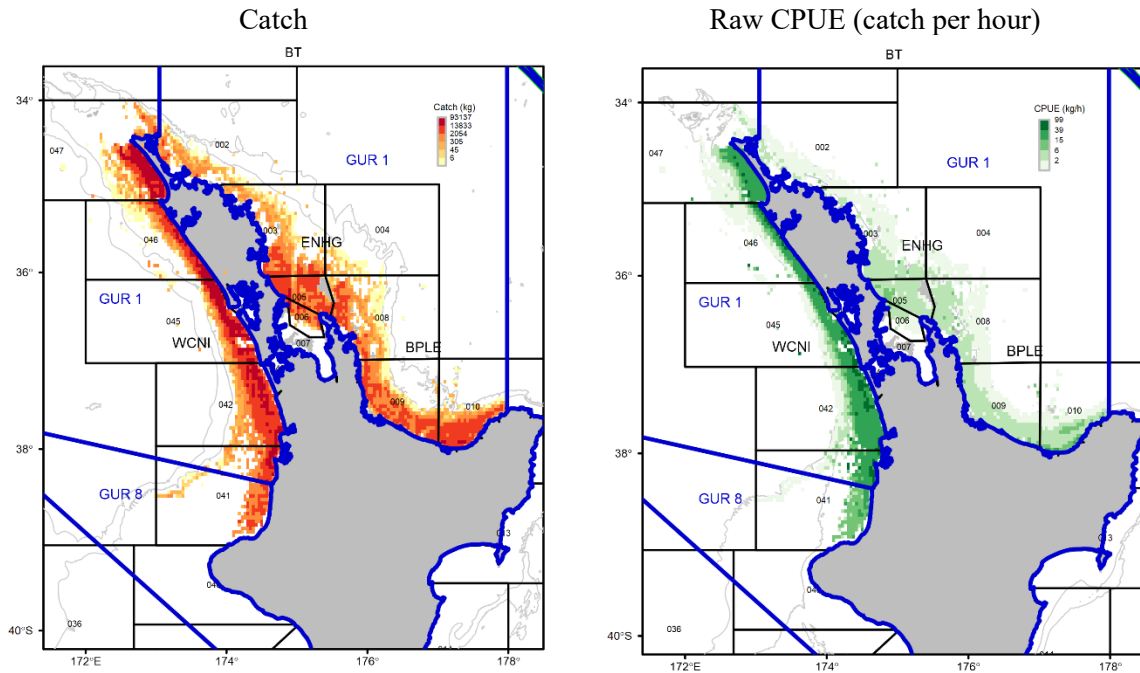 Catch
BT
Catch (kg)
93137
13833
2054
305
45
6
34°
36°
38°
40°S
172°E
174°
176°
178°
047
002
GUR 1
046
003
004
ENHG
GUR 1
005
006
007
008
045
WCNI
BPLE
042
009
010
GUR 8
041
013
036
Raw CPUE (catch per hour)
BT
CPUE (kg/h)
99
39
15
6
2
34°
36°
38°
40°S
172°E
174°
176°
178°
047
002
GUR 1
046
003
004
ENHG
GUR 1
005
006
007
008
045
WCNI
BPLE
042
009
010
GUR 8
041
013
036